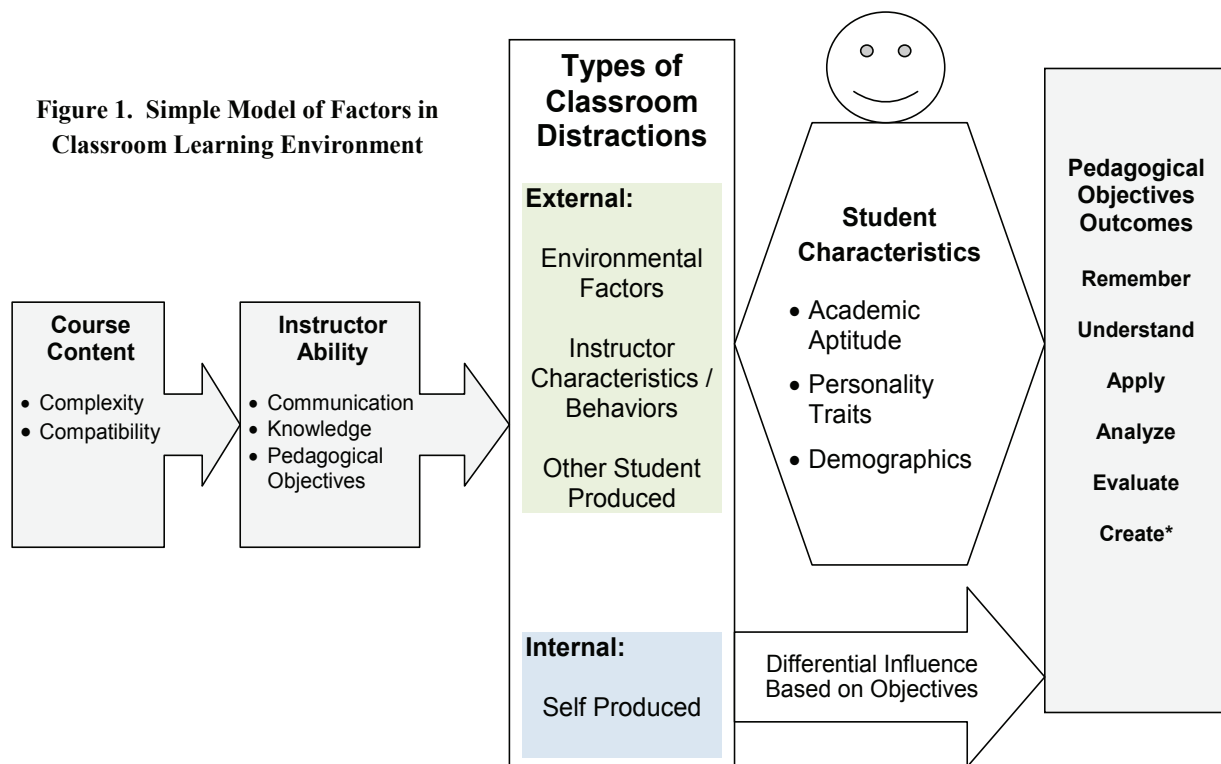 Figure 1.  Simple Model of Factors in
Classroom Learning Environment
Course
Content
• Complexity
• Compatibility
Instructor
Ability
• Communication
• Knowledge
• Pedagogical
Objectives
Types of
Classroom
Distractions
External:
Environmental
Factors
Instructor
Characteristics /
Behaviors
Other Student
Produced
Internal:
Self Produced
Student
Characteristics
• Academic
Aptitude
• Personality
Traits
• Demographics
Differential Influence
Based on Objectives
Pedagogical
Objectives
Outcomes
Remember
Understand
Apply
Analyze
Evaluate
Create*